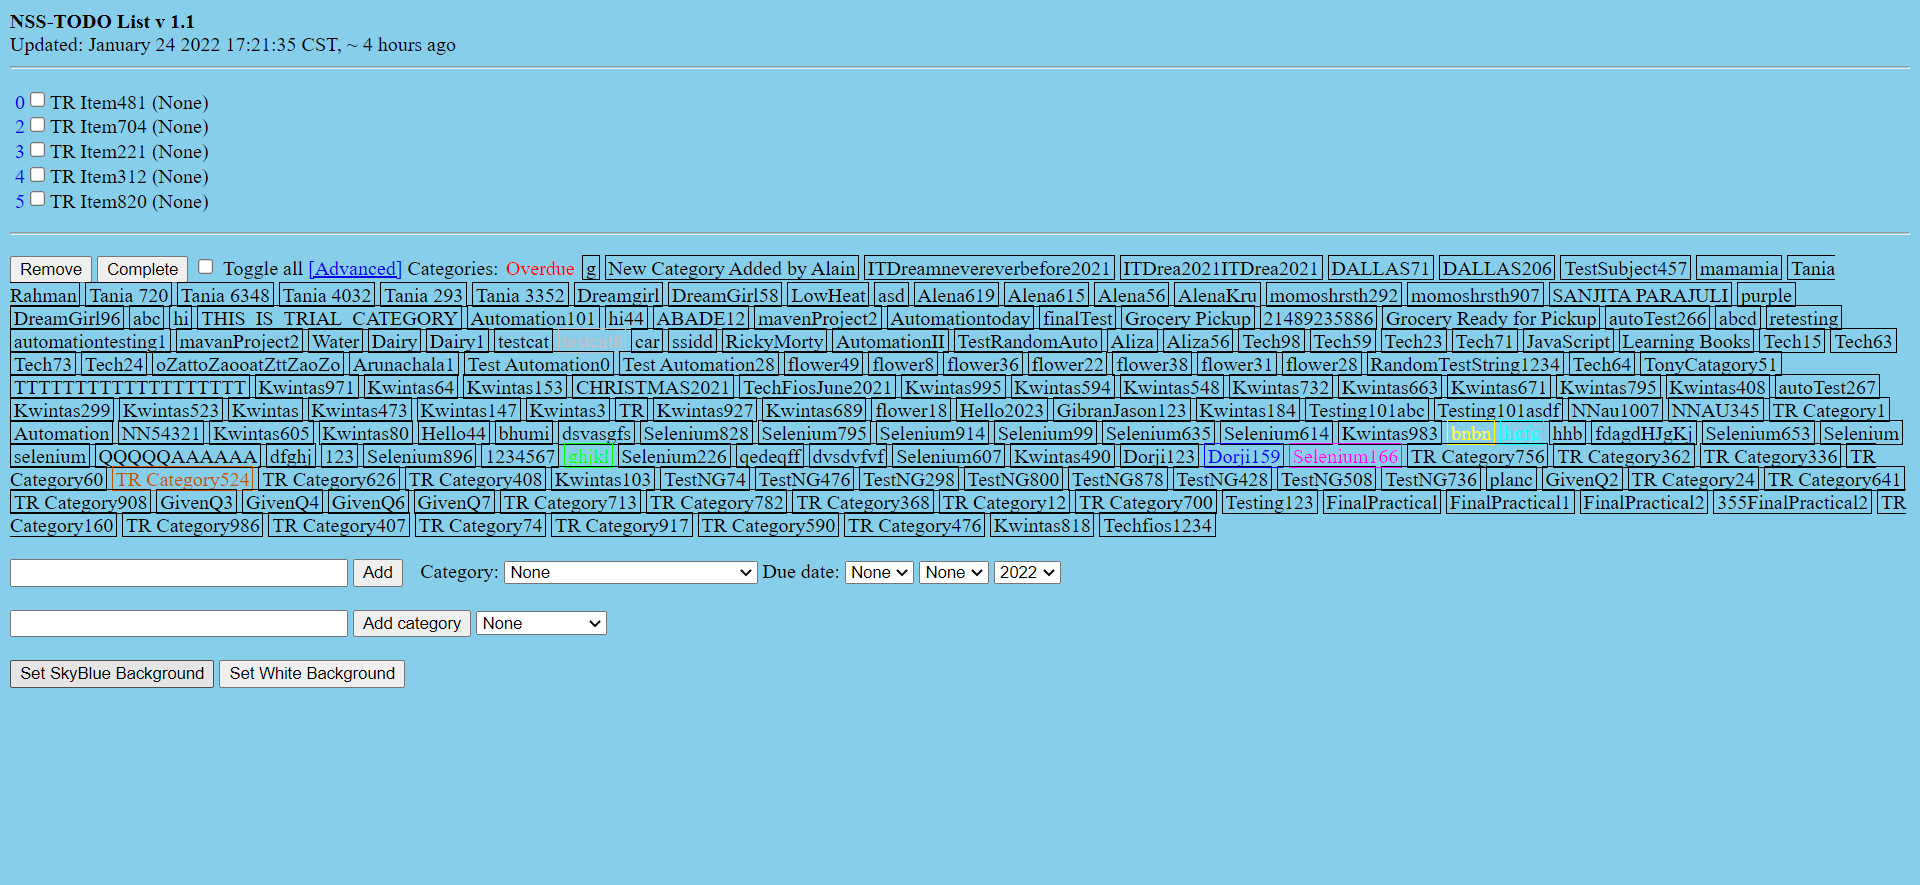 NSS-TODO List v 1.1
Updated: January 24 2022 17:21:35 CST, ~ 4 hours ago
0 TR Item481 (None)
2 TR Item704 (None)
3 TR Item221 (None)
4 TR Item312 (None)
5 TR Item820 (None)
Remove Complete Toggle all [Advanced] Categories: Overdue g New Category Added by Alain ITDreamnevereverbefore2021 ITDrea2021ITDrea2021 DALLAS71 DALLAS206 TestSubject457 mamamia Tania
Rahman Tania 720 Tania 6348 Tania 4032 Tania 293 Tania 3352 Dreamgirl DreamGirl58 LowHeat asd Alena619 Alena615 Alena56 AlenaKru momoshrsth292 momoshrsth907 SANJITA PARAJULI purple
DreamGirl96 abc hi THIS_IS_TRIAL_CATEGORY Automation101 hi44 ABADE12 mavenProject2 Automationtoday finalTest Grocery Pickup 21489235886 Grocery Ready for Pickup autoTest266 abcd retesting
automationtesting1 mavanProject2 Water Dairy Dairy1 testcat car ssidd RickyMorty AutomationII TestRandomAuto Aliza Aliza56 Tech98 Tech59 Tech23 Tech71 JavaScript Learning Books Tech15 Tech63
Tech73 Tech24 oZattoZaooatZttZaoZo Arunachala1 Test Automation0 Test Automation28 flower49 flower8 flower36 flower22 flower38 flower31 flower28 RandomTestString1234 Tech64 TonyCatagory51
TTTTTTTTTTTTTTTTTTT Kwintas971 Kwintas64 Kwintas153 CHRISTMAS2021 TechFiosJune2021 Kwintas995 Kwintas594 Kwintas548 Kwintas732 Kwintas663 Kwintas671 Kwintas795 Kwintas408 autoTest267
Kwintas299 Kwintas523 Kwintas Kwintas473 Kwintas147 Kwintas3 TR Kwintas927 Kwintas689 flower18 Hello2023 GibranJason123 Kwintas184 Testing101abc Testing101asdf NNau1007 NNAU345 TR Category1
Automation NN54321 Kwintas605 Kwintas80 Hello44 bhumi dsvasgfs Selenium828 Selenium795 Selenium914 Selenium99 Selenium635 Selenium614 Kwintas983 bnbn hhb fdagdHJgKj Selenium653 Selenium
selenium QQQQQAAAAAA dfghj 123 Selenium896 1234567 ghjkl Selenium226 qedeqff dvsdvfvf Selenium607 Kwintas490 Dorji123 Dorji159 Selenium166 TR Category756 TR Category362 TR Category336 TR
Category60 TR Category524 TR Category626 TR Category408 Kwintas103 TestNG74 TestNG476 TestNG298 TestNG800 TestNG878 TestNG428 TestNG508 TestNG736 planc GivenQ2 TR Category24 TR Category641
TR Category908 GivenQ3 GivenQ4 GivenQ6 GivenQ7 TR Category713 TR Category782 TR Category368 TR Category12 TR Category700 Testing123 FinalPractical FinalPractical1 FinalPractical2 355FinalPractical2 TR
Category160 TR Category986 TR Category407 TR Category74 TR Category917 TR Category590 TR Category476 Kwintas818 Techfios1234
Add Category: None Due date: None None 2022
Add category None
Set SkyBlue Background Set White Background